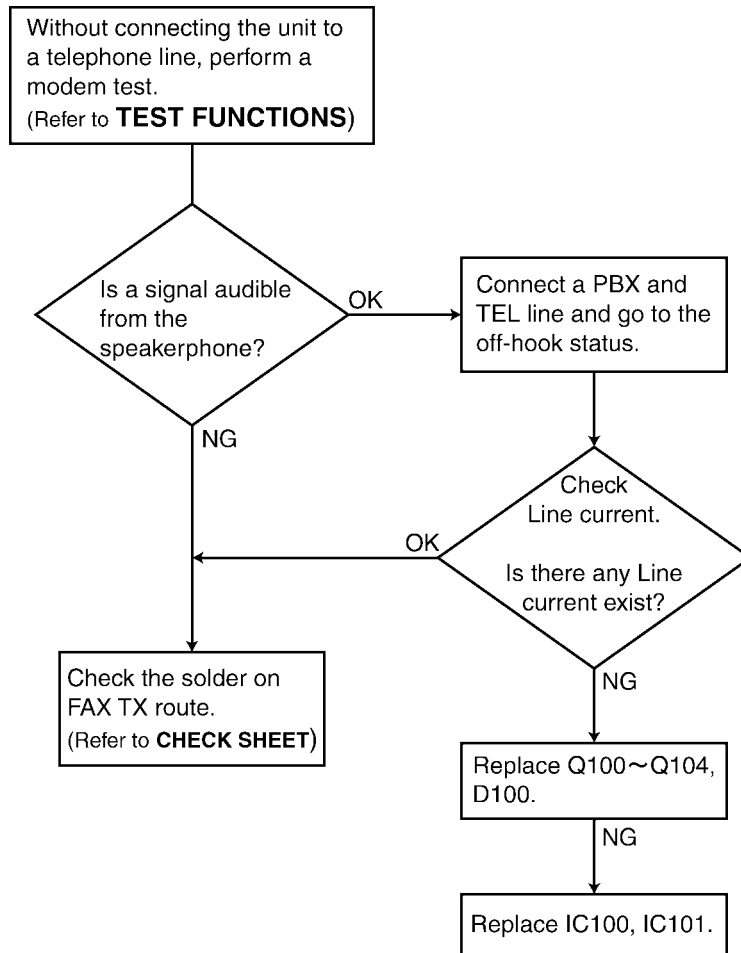 Without connecting the unit to
a telephone line, perform a
modem test.
(Refer to TEST FUNCTIONS)
Is a signal audible
from the
speakerphone?
OK
NG
Connect a PBX and
TEL line and go to the
off-hook status.
Check
Line current.
Is there any Line
current exist?
OK
NG
Check the solder on
FAX TX route.
(Refer to CHECK SHEET)
Replace Q100～Q104,
D100.
NG
Replace IC100, IC101.